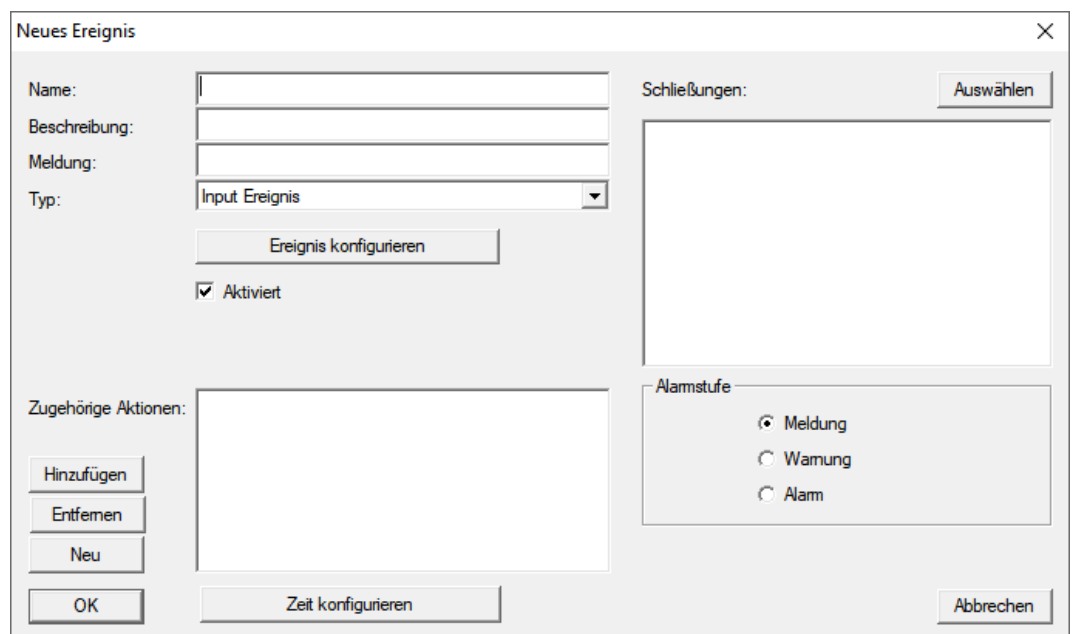 Neues Ereignis
Name:
Schließungen:
Auswählen
Beschreibung:
Meldung:
Typ:
Input Ereignis
Ereignis konfigurieren
Aktiviert
Zugehörige Aktionen:
Alarmstufe
Meldung
Warnung
Alarm
Hinzufügen
Entfernen
Neu
OK
Zeit konfigurieren
Abbrechen